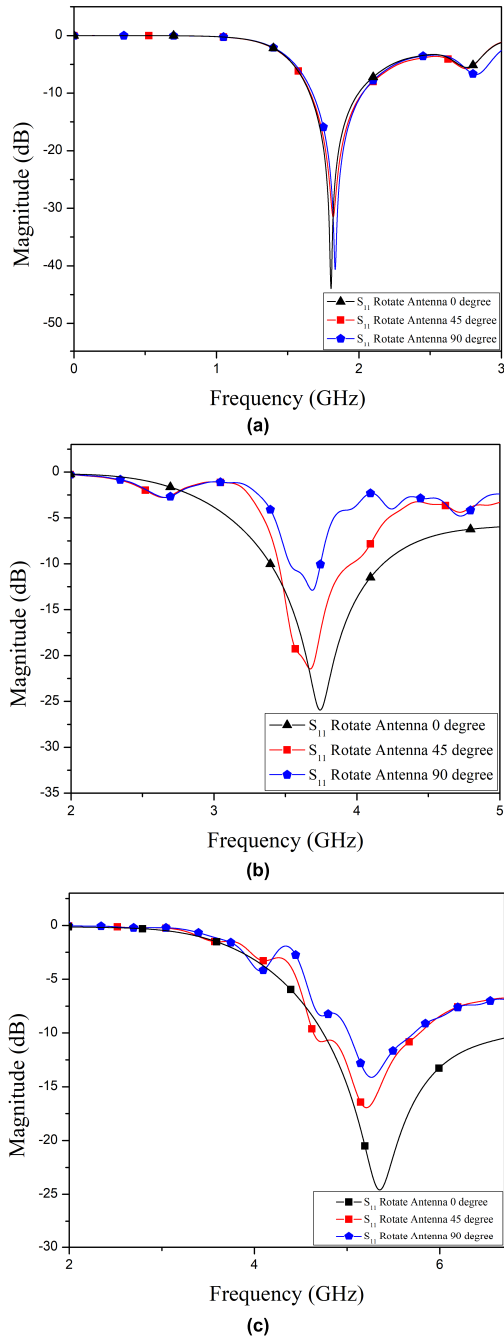 0
-10
-20
-30
-40
-50
Magnitude (dB)
S11 Rotate Antenna 0 degree
S11 Rotate Antenna 45 degree
S11 Rotate Antenna 90 degree
0 1 2 3
Frequency (GHz)
(a)
5
0
-5
-10
-15
-20
-25
-30
-35
Magnitude (dB)
S11 Rotate Antenna 0 degree
S11 Rotate Antenna 45 degree
S11 Rotate Antenna 90 degree
2 3 4 5
Frequency (GHz)
(b)
5
0
-5
-10
-15
-20
-25
-30
Magnitude (dB)
S11 Rotate Antenna 0 degree
S11 Rotate Antenna 45 degree
S11 Rotate Antenna 90 degree
2 4 6
Frequency (GHz)
(c)